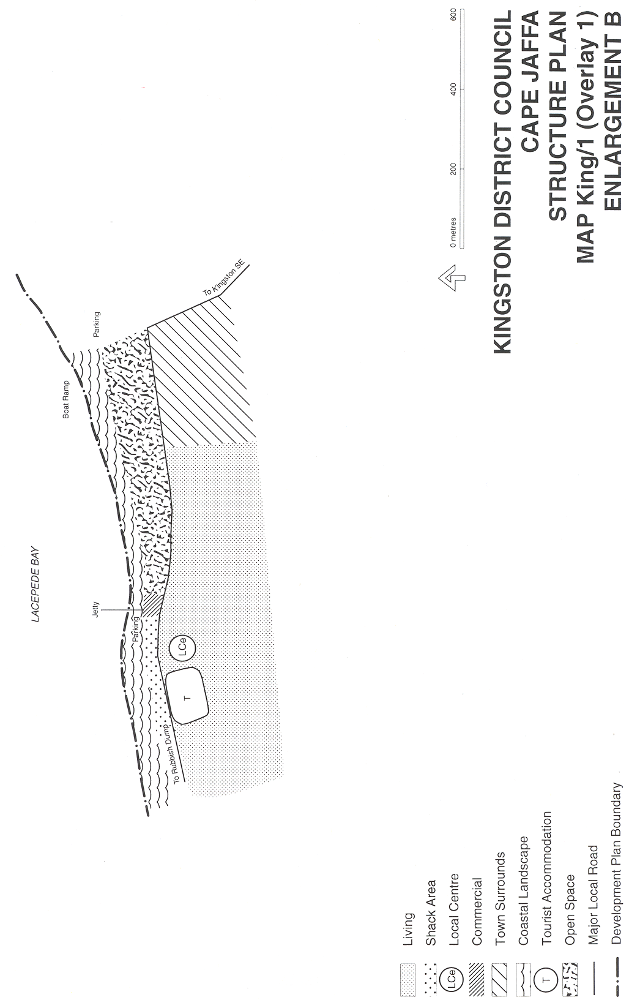 LACEPEDE BAY
Jetty
Boat Ramp
Parking
Parking
To Kingston SE
To Rubbish Dump
T
LCe
Living
Shack Area
LCe
Local Centre
Commercial
Town Surrounds
Coastal Landscape
T
Tourist Accommodation
Open Space
Major Local Road
Development Plan Boundary
0 metres 200 400 600
KINGSTON DISTRICT COUNCIL
CAPE JAFFA
STRUCTURE PLAN
MAP King/1 (Overlay 1)
ENLARGEMENT B